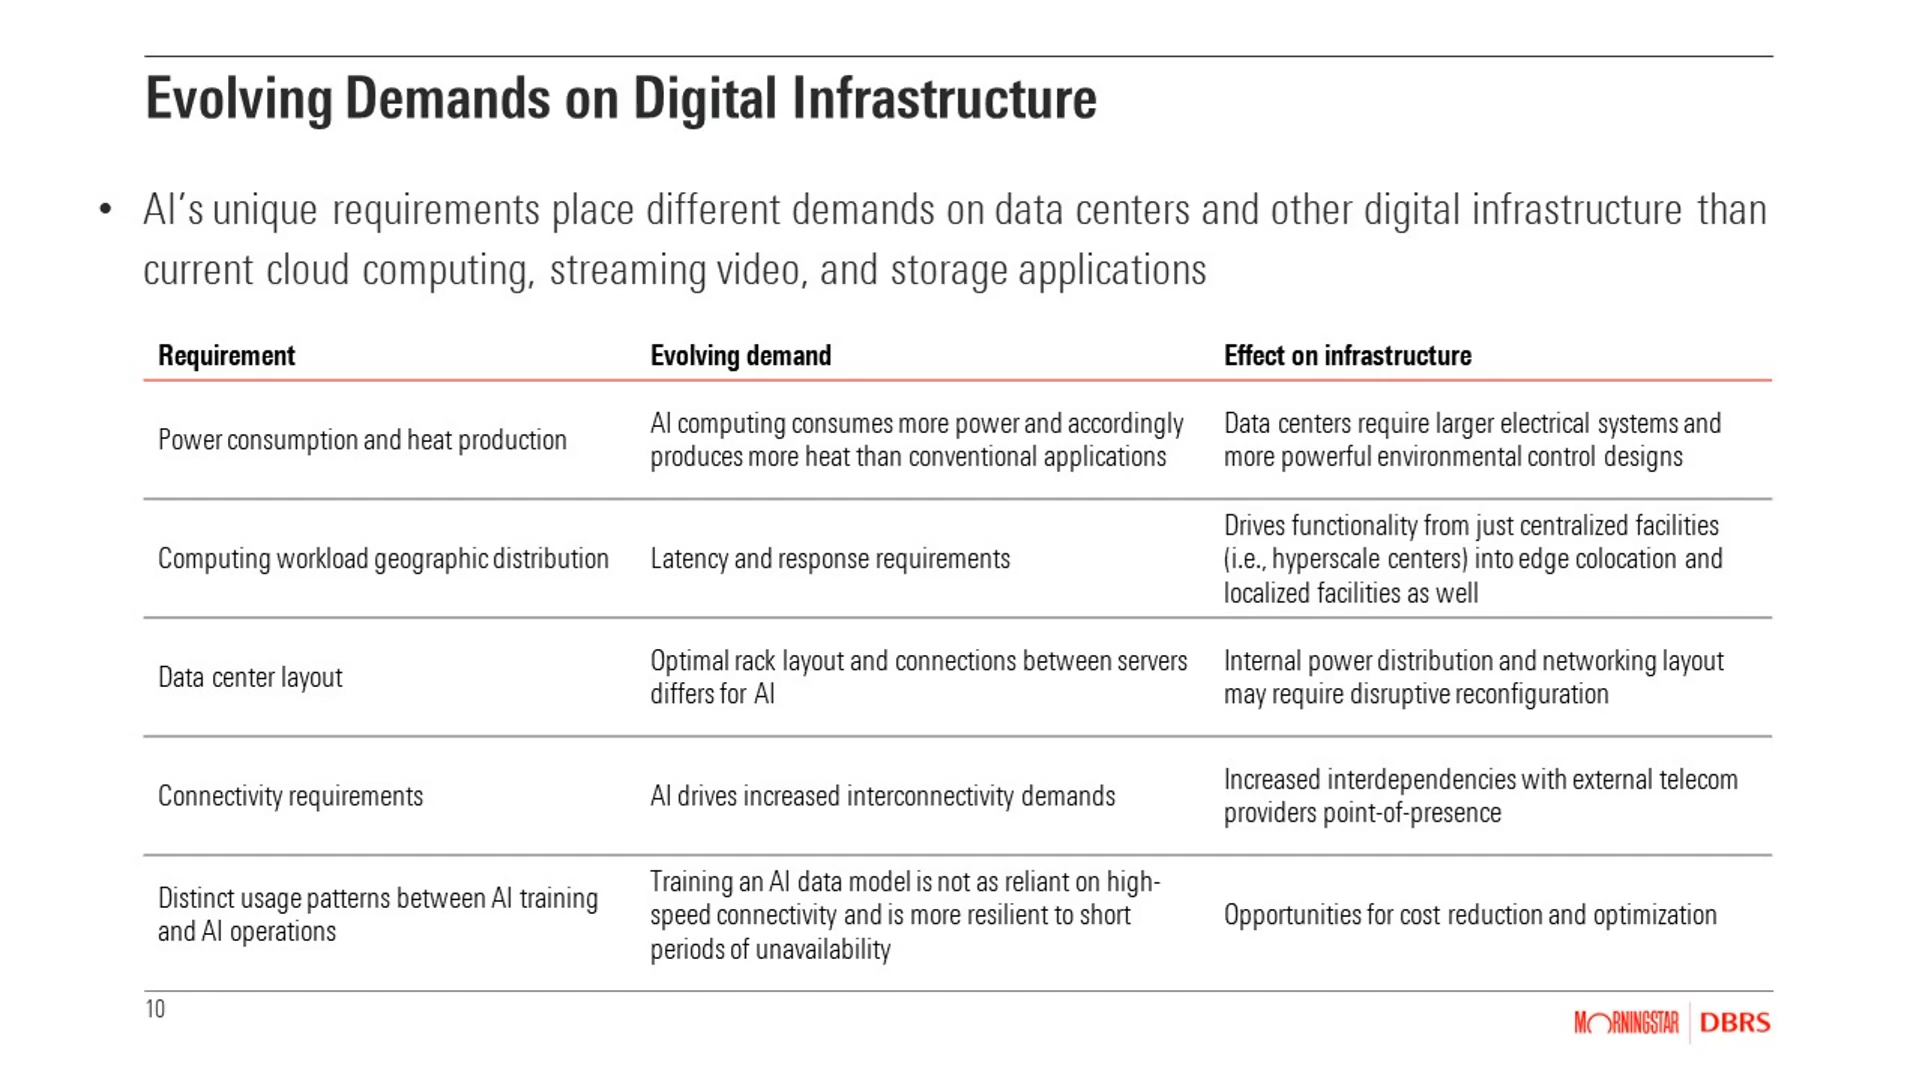 Evolving Demands on Digital Infrastructure
• AI's unique requirements place different demands on data centers and other digital infrastructure than
current cloud computing, streaming video, and storage applications
Requirement
Evolving demand
Effect on infrastructure
Power consumption and heat production
AI computing consumes more power and accordingly
produces more heat than conventional applications
Data centers require larger electrical systems and
more powerful environmental control designs
Computing workload geographic distribution
Latency and response requirements
Drives functionality from just centralized facilities
(i.e., hyperscale centers) into edge colocation and
localized facilities as well
Data center layout
Optimal rack layout and connections between servers
differs for AI
Internal power distribution and networking layout
may require disruptive reconfiguration
Connectivity requirements
AI drives increased interconnectivity demands
Increased interdependencies with external telecom
providers point-of-presence
Distinct usage patterns between AI training
and AI operations
Training an AI data model is not as reliant on high-
speed connectivity and is more resilient to short
periods of unavailability
Opportunities for cost reduction and optimization
10
MORNINGSTAR | DBRS